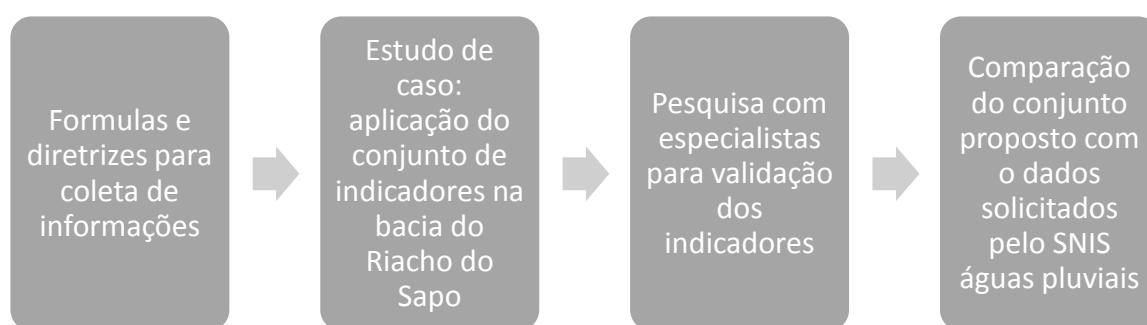 Formulas e
diretrizes para
coleta de
informações
Estudo de
caso:
aplicação do
conjunto de
indicadores na
bacia do
Riacho do
Sapo
Pesquisa com
especialistas
para validação
dos
indicadores
Comparação
do conjunto
proposto com
o dados
solicitados
pelo SNIS
águas pluviais